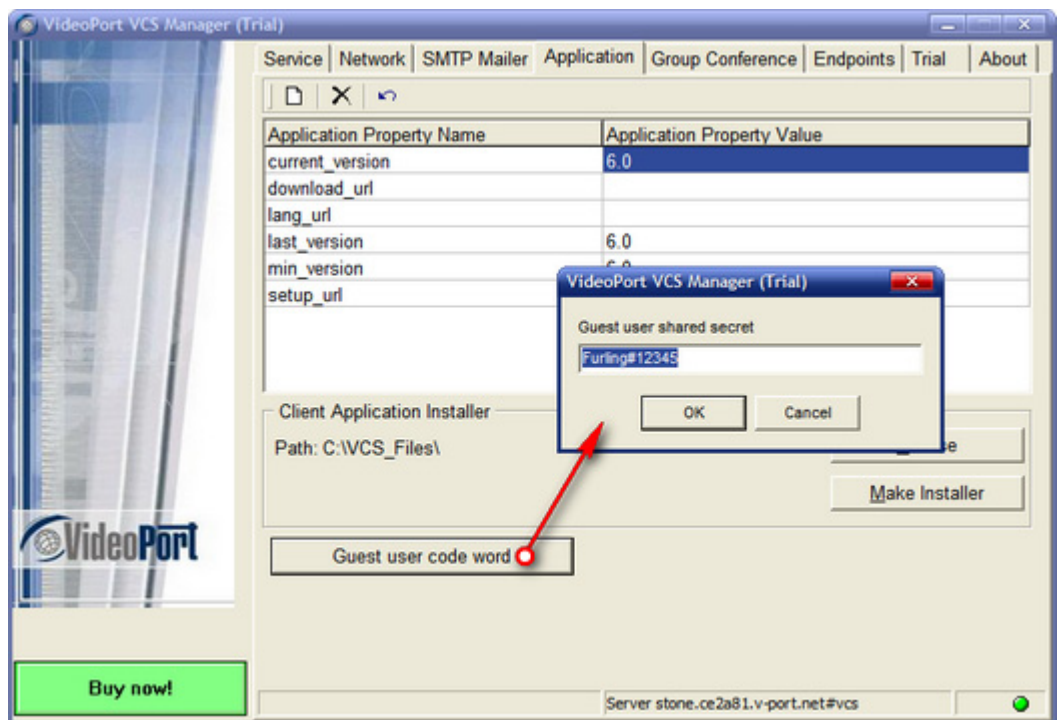 VideoPort VCS Manager (Trial)
Service Network SMTP Mailer Application Group Conference Endpoints Trial About
Application Property Name Application Property Value
current_version 6.0
download_url
lang_url
last_version 6.0
min_version
setup_url
VideoPort VCS Manager (Trial)
Guest user shared secret
Furling#12345
OK Cancel
Client Application Installer
Path: C:\VCS_Files\
Make Installer
VideoPort
Guest user code word
Buy now!
Server stone.ce2a81.v-port.net#vcs